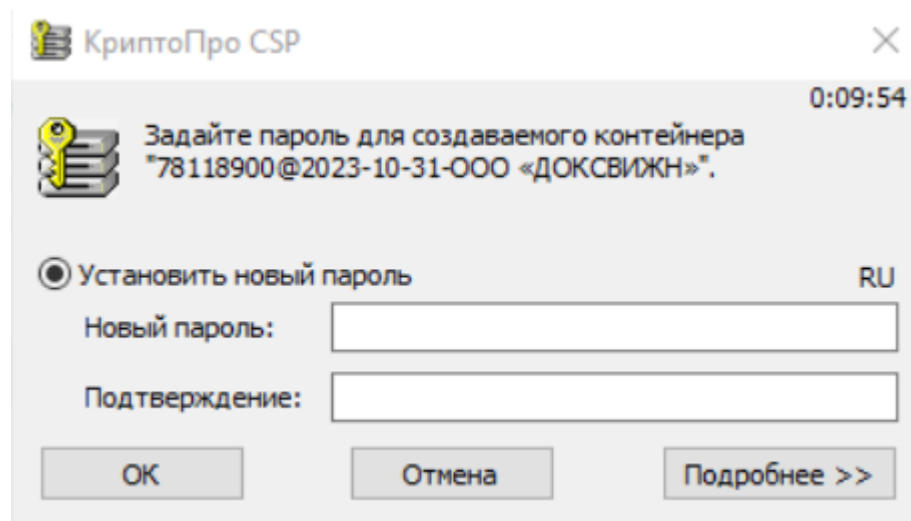 КриптоПро CSP
0:09:54
Задайте пароль для создаваемого контейнера
"78118900@2023-10-31-ООО «ДОКСВИЖН»".
Установить новый пароль
RU
Новый пароль:
Подтверждение:
ОК
Отмена
Подробнее >>